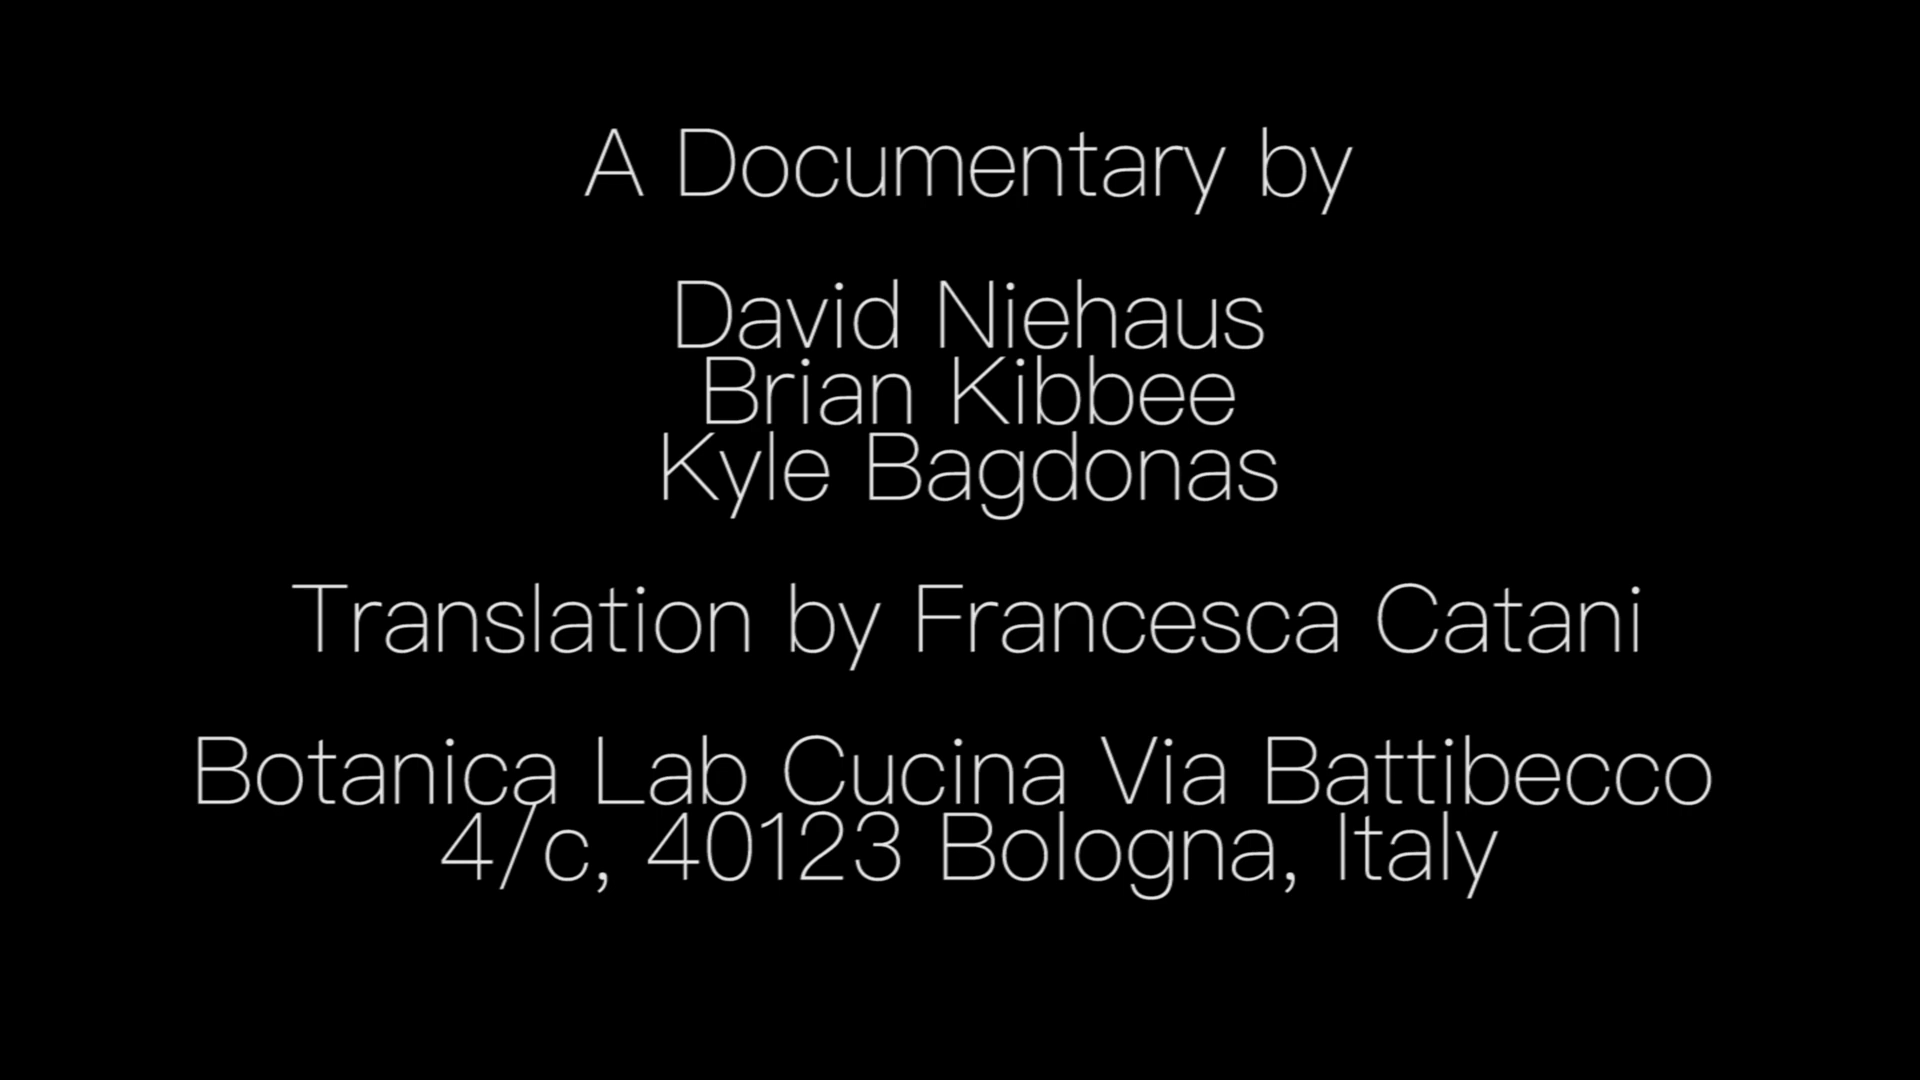 A Documentary by
David Niehaus
Brian Kibbee
Kyle Bagdonas
Translation by Francesca Catani
Botanica Lab Cucina Via Battibecco
4/c, 40123 Bologna, Italy